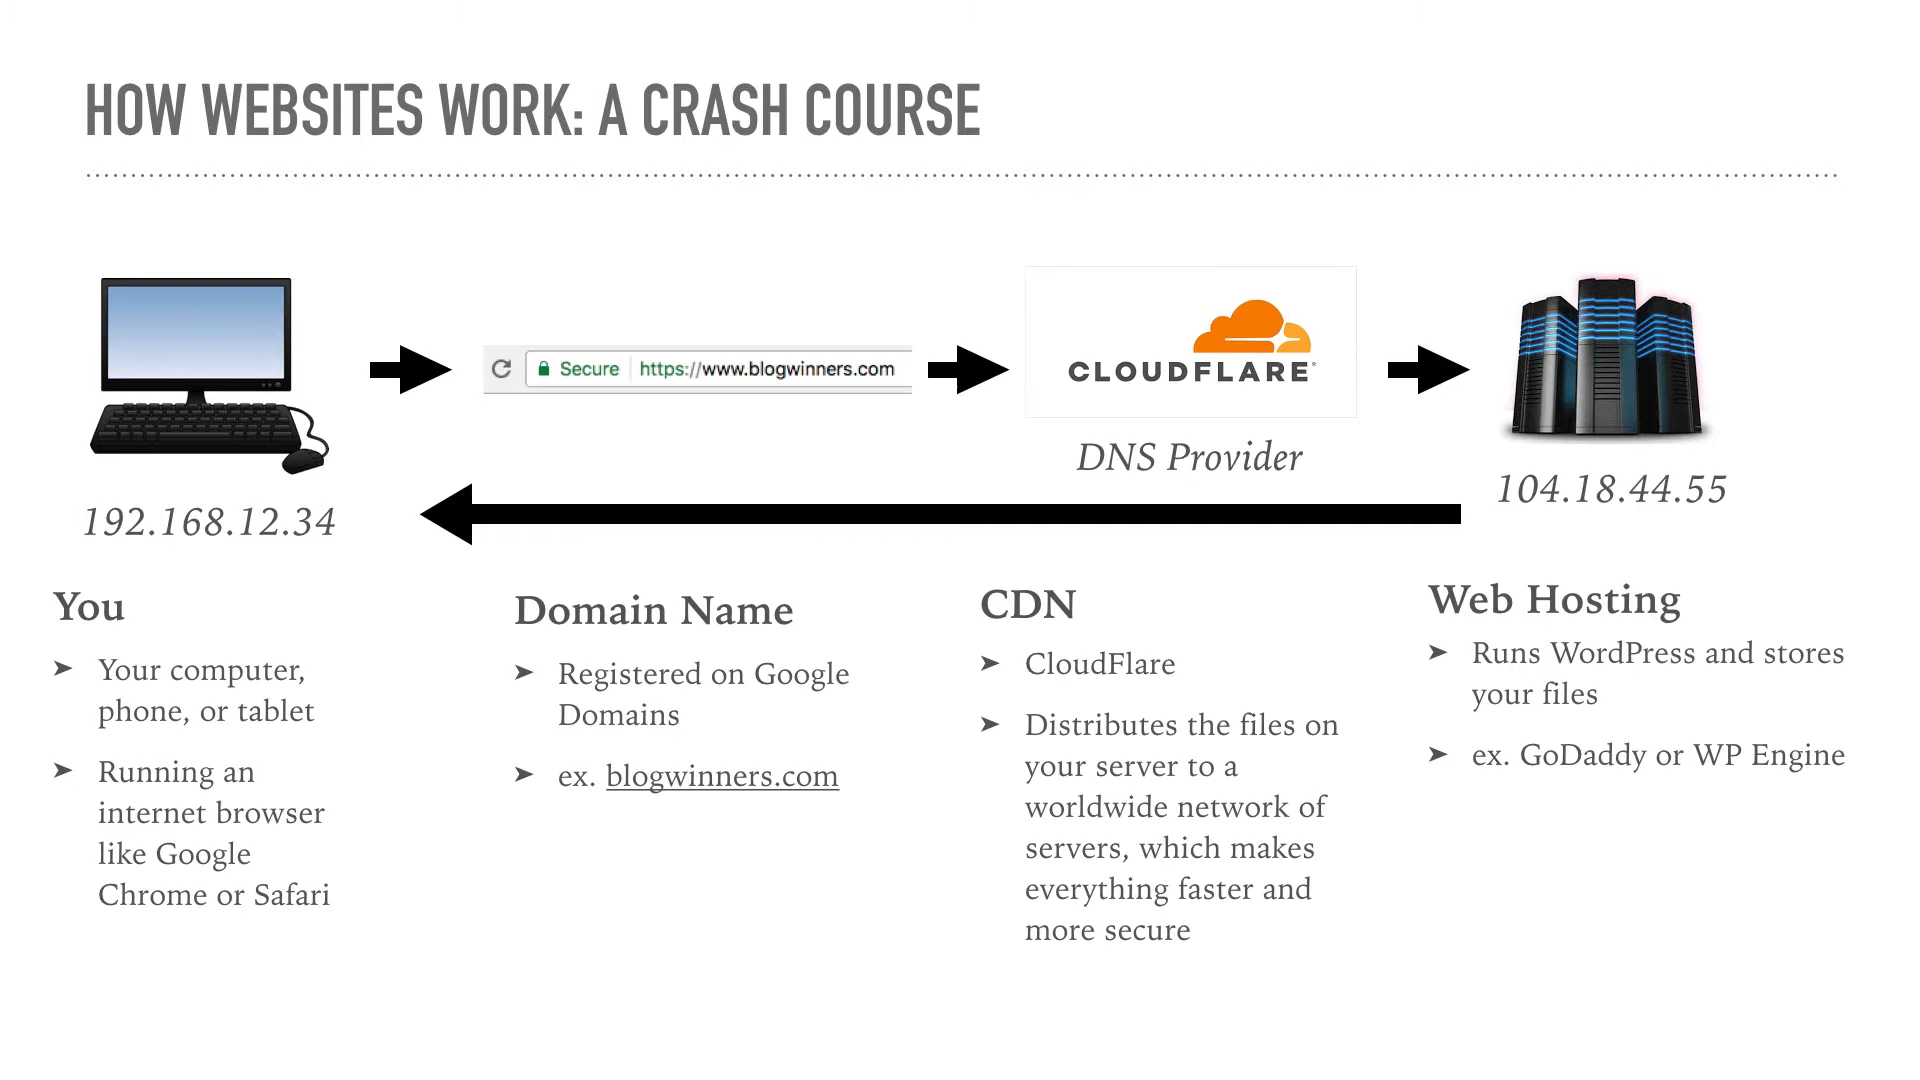 HOW WEBSITES WORK: A CRASH COURSE
Secure https://www.blogwinners.com
CLOUDFLARE®
DNS Provider
192.168.12.34
104.18.44.55
You
➤ Your computer,
phone, or tablet
➤ Running an
internet browser
like Google
Chrome or Safari
Domain Name
➤ Registered on Google
Domains
➤ ex. blogwinners.com
CDN
➤ CloudFlare
➤ Distributes the files on
your server to a
worldwide network of
servers, which makes
everything faster and
more secure
Web Hosting
➤ Runs WordPress and stores
your files
➤ ex. GoDaddy or WP Engine